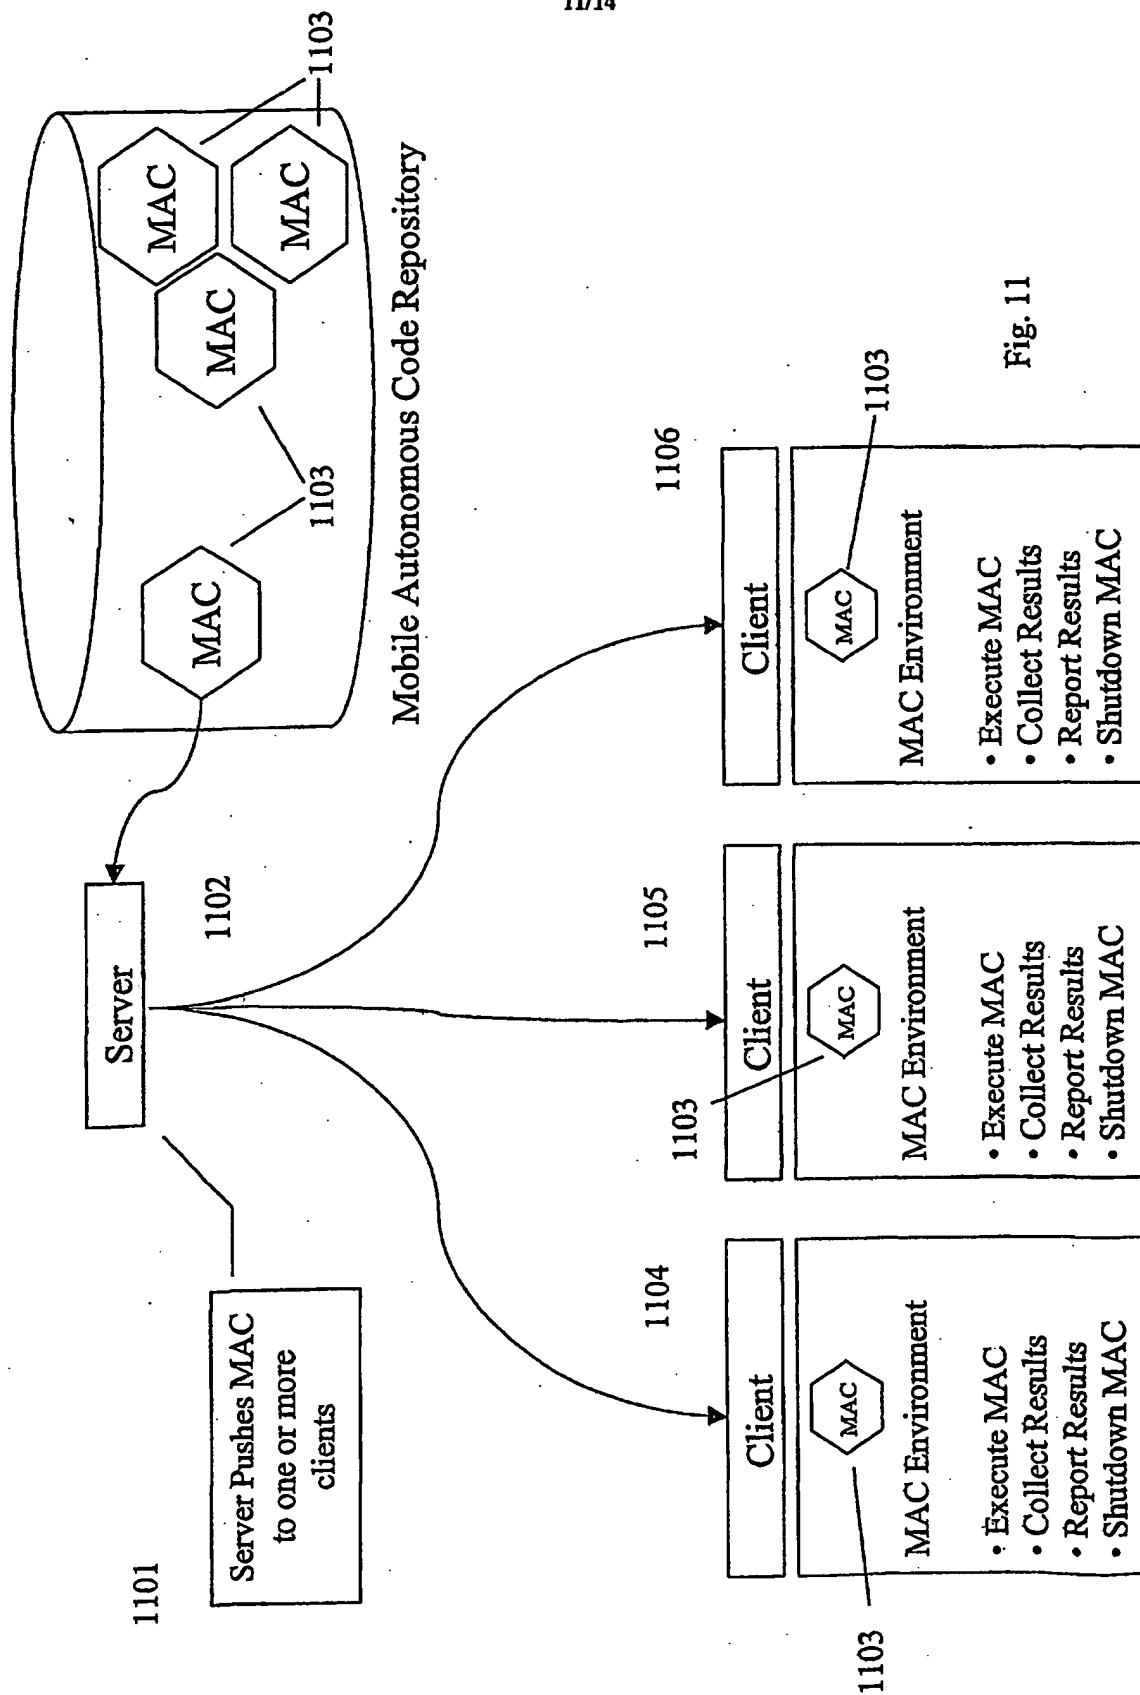 11/14
1101
Server Pushes MAC
to one or more
clients
Server
1102
MAC
MAC
MAC
MAC
1103
1103
Mobile Autonomous Code Repository
1104
Client
1103
MAC
MAC Environment
• Execute MAC
• Collect Results
• Report Results
• Shutdown MAC
1105
Client
1103
MAC
MAC Environment
• Execute MAC
• Collect Results
• Report Results
• Shutdown MAC
1106
Client
1103
MAC
MAC Environment
• Execute MAC
• Collect Results
• Report Results
• Shutdown MAC
Fig. 11